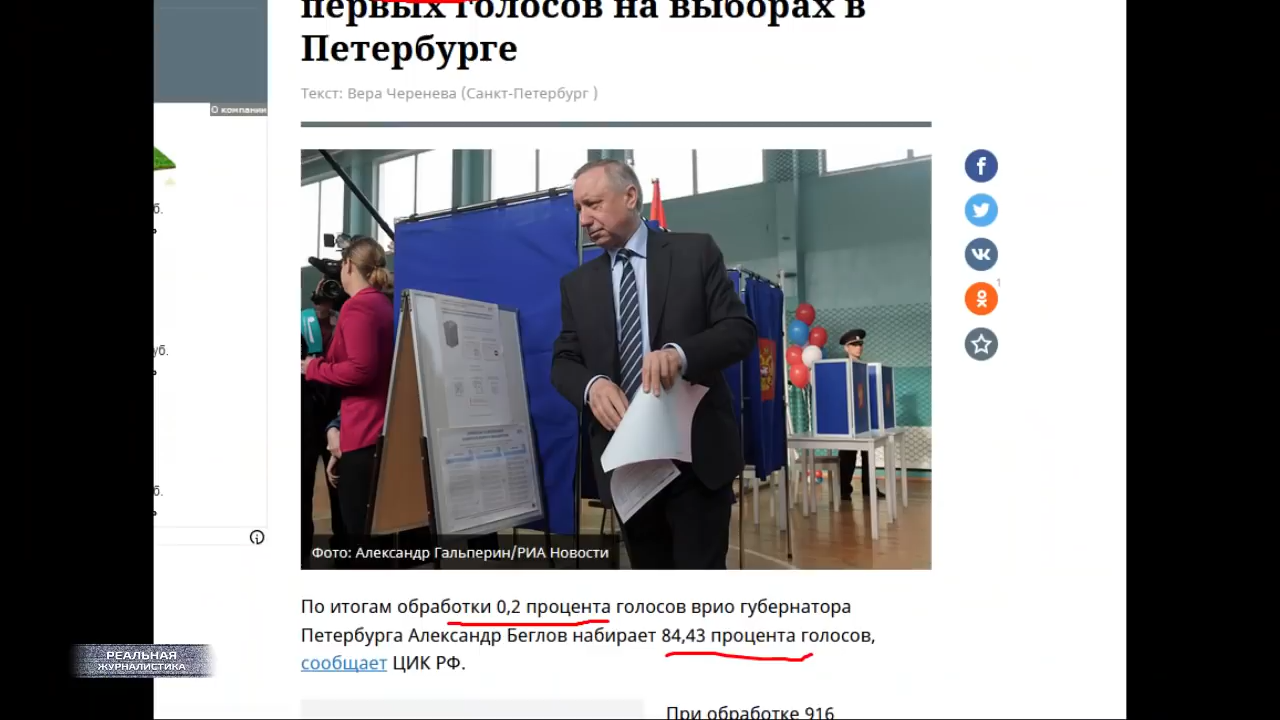 первых голосов на выборах в
Петербурге
Текст: Вера Черенева (Санкт-Петербург )
О компании
б.
уб.
б.
1
Фото: Александр Гальперин/РИА Новости
По итогам обработки 0,2 процента голосов врио губернатора
Петербурга Александр Беглов набирает 84,43 процента голосов,
сообщает ЦИК РФ.
РЕАЛЬНАЯ
ЖУРНАЛИСТИКА
При обработке 916